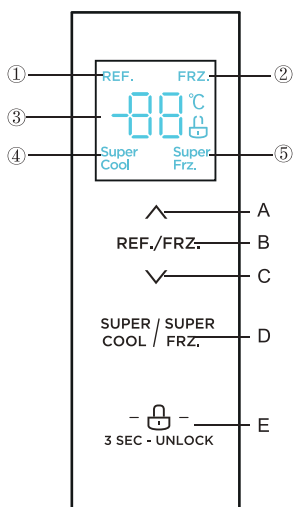 ① REF. FRZ. ②
③ -88 °C
④ Super Cool Super Frz. ⑤
A
REF./FRZ. B
C
SUPER COOL / SUPER FRZ. D
3 SEC - UNLOCK E